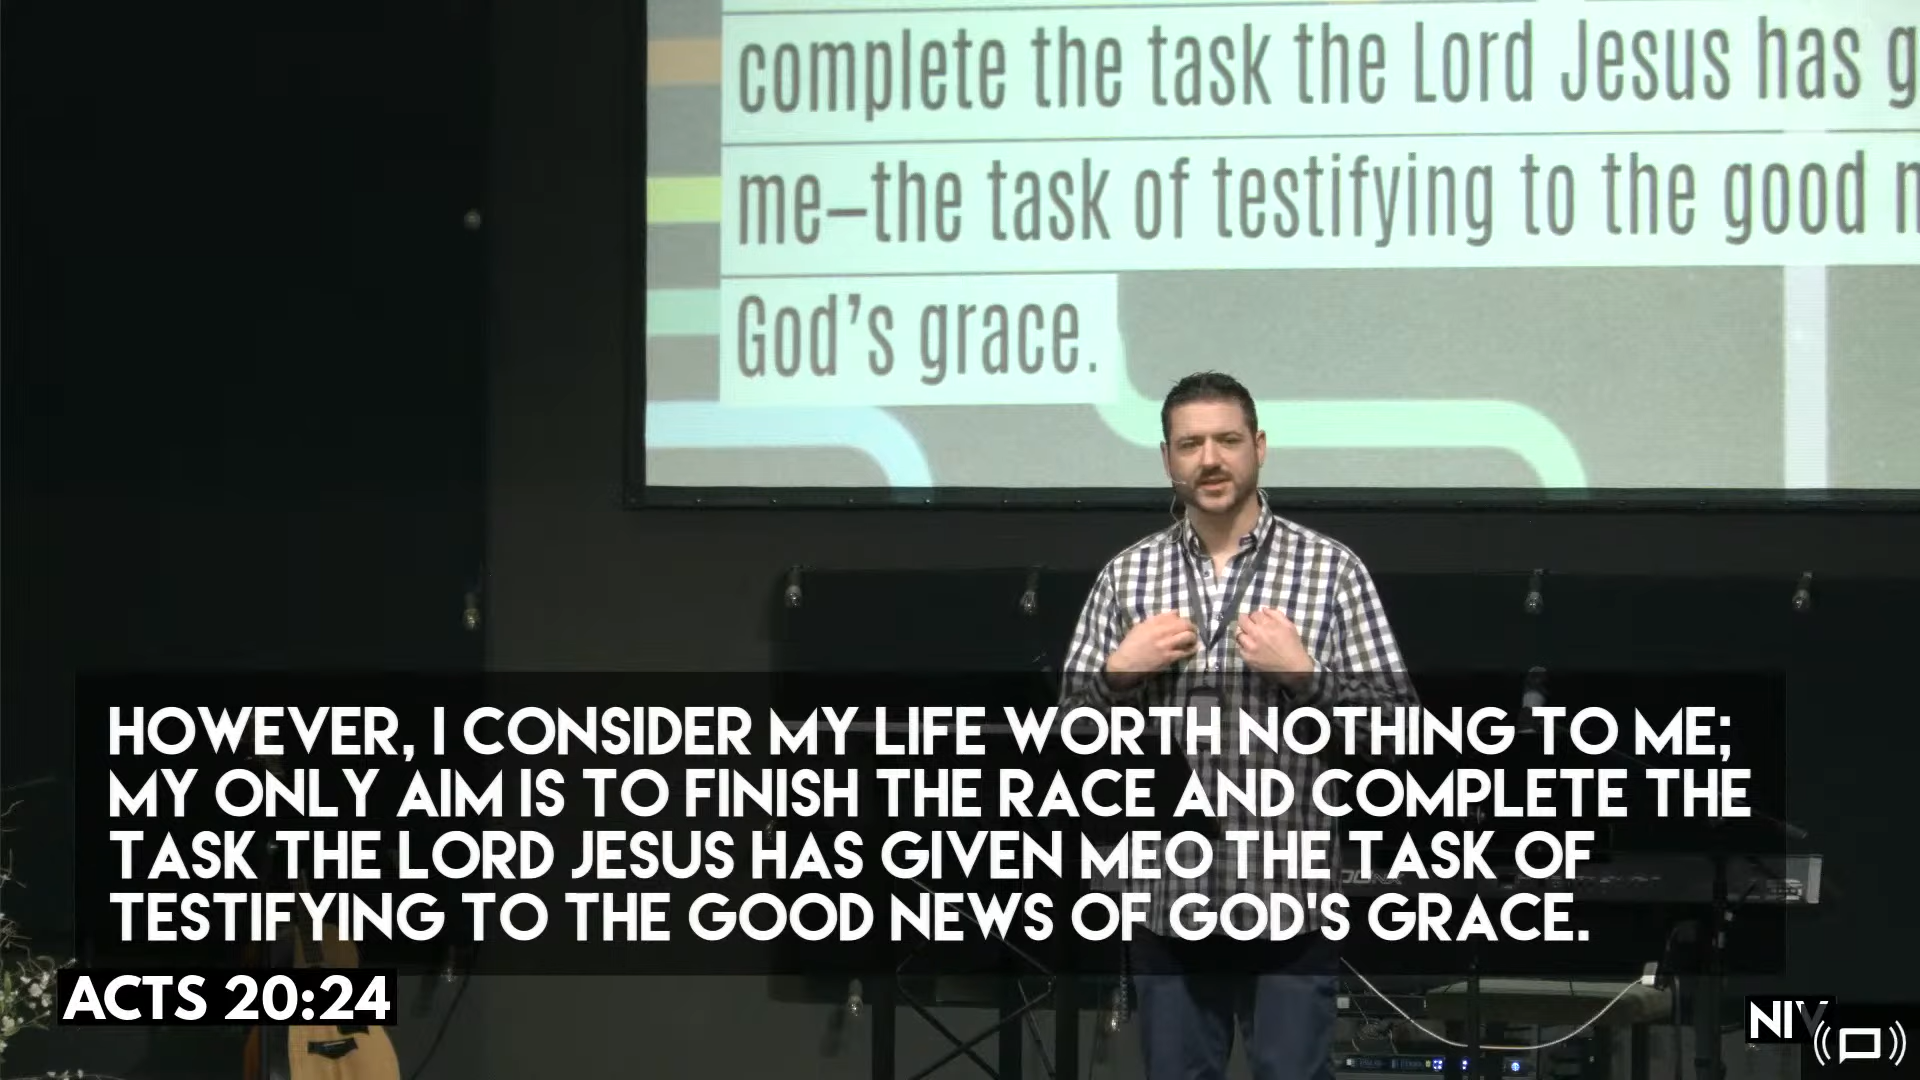 complete the task the Lord Jesus has g
me—the task of testifying to the good n
God's grace.
HOWEVER, I CONSIDER MY LIFE WORTH NOTHING TO ME;
MY ONLY AIM IS TO FINISH THE RACE AND COMPLETE THE
TASK THE LORD JESUS HAS GIVEN MEO THE TASK OF
TESTIFYING TO THE GOOD NEWS OF GOD'S GRACE.
ACTS 20:24
NIV